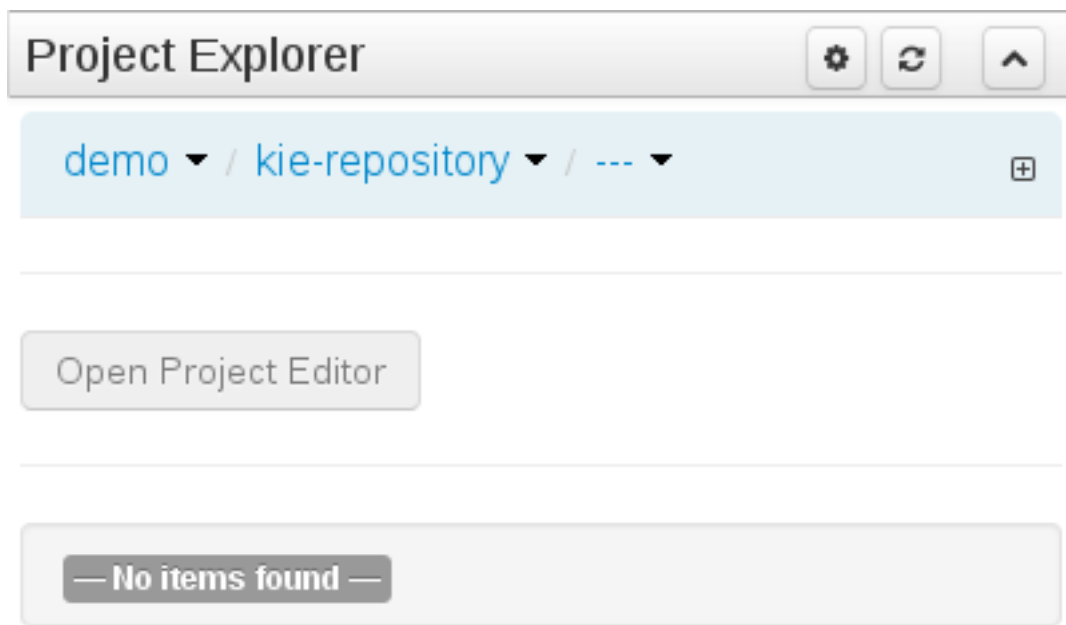 Project Explorer
demo / kie-repository / ---
Open Project Editor
— No items found —